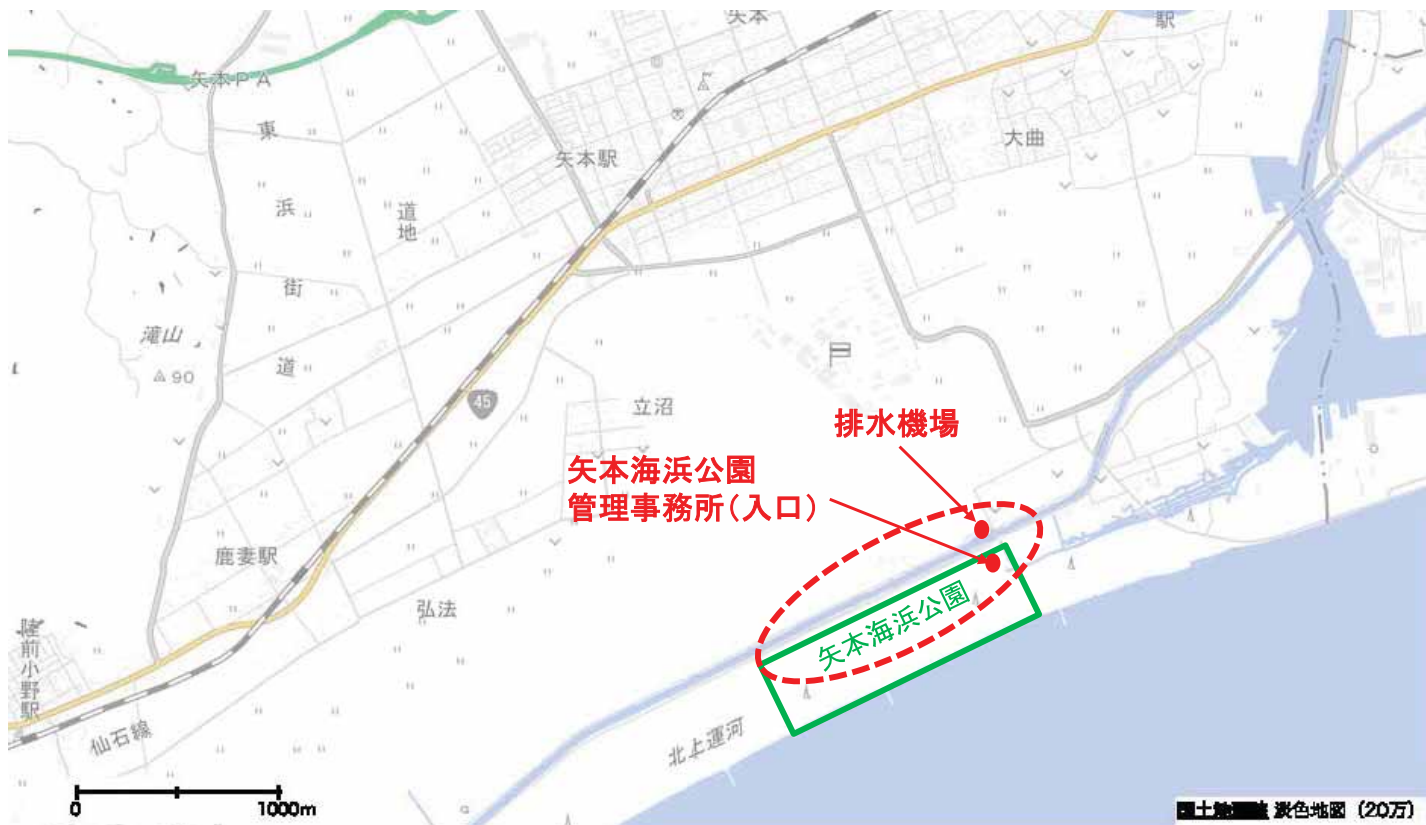 矢本
駅
矢本PA
東浜街道
大曲
矢本駅
道地
滝山
90
45
立沼
排水機場
矢本海浜公園
管理事務所(入口)
鹿妻駅
弘法
矢本海浜公園
陸前小野駅
仙石線
北上運河
0
1000m
淡色地図 (20万)